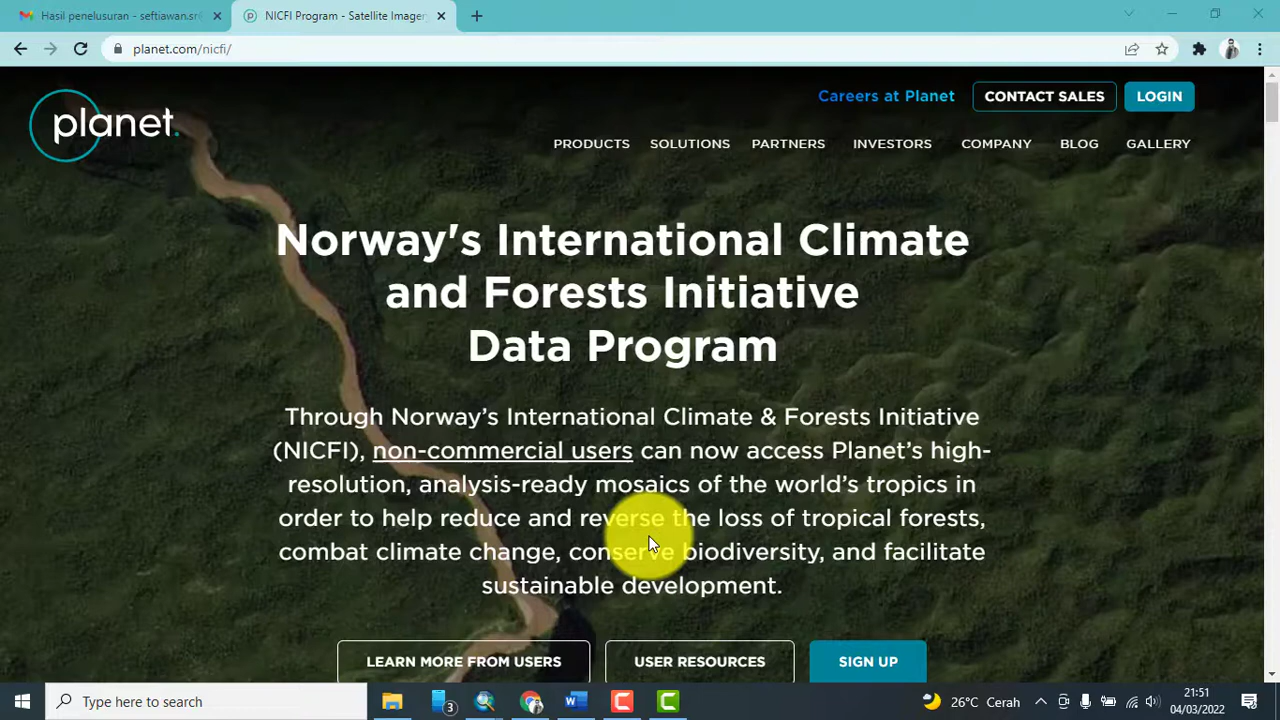 Hasil penelusuran - seftiawan.sr
NICFI Program - Satellite Imager
planet.com/nicfi/
planet.
Careers at Planet
CONTACT SALES
LOGIN
PRODUCTS
SOLUTIONS
PARTNERS
INVESTORS
COMPANY
BLOG
GALLERY
Norway's International Climate
and Forests Initiative
Data Program
Through Norway's International Climate & Forests Initiative
(NICFI), non-commercial users can now access Planet's high-
resolution, analysis-ready mosaics of the world's tropics in
order to help reduce and reverse the loss of tropical forests,
combat climate change, conserve biodiversity, and facilitate
sustainable development.
LEARN MORE FROM USERS
USER RESOURCES
SIGN UP
Type here to search
3
26°C Cerah
21:51
04/03/2022